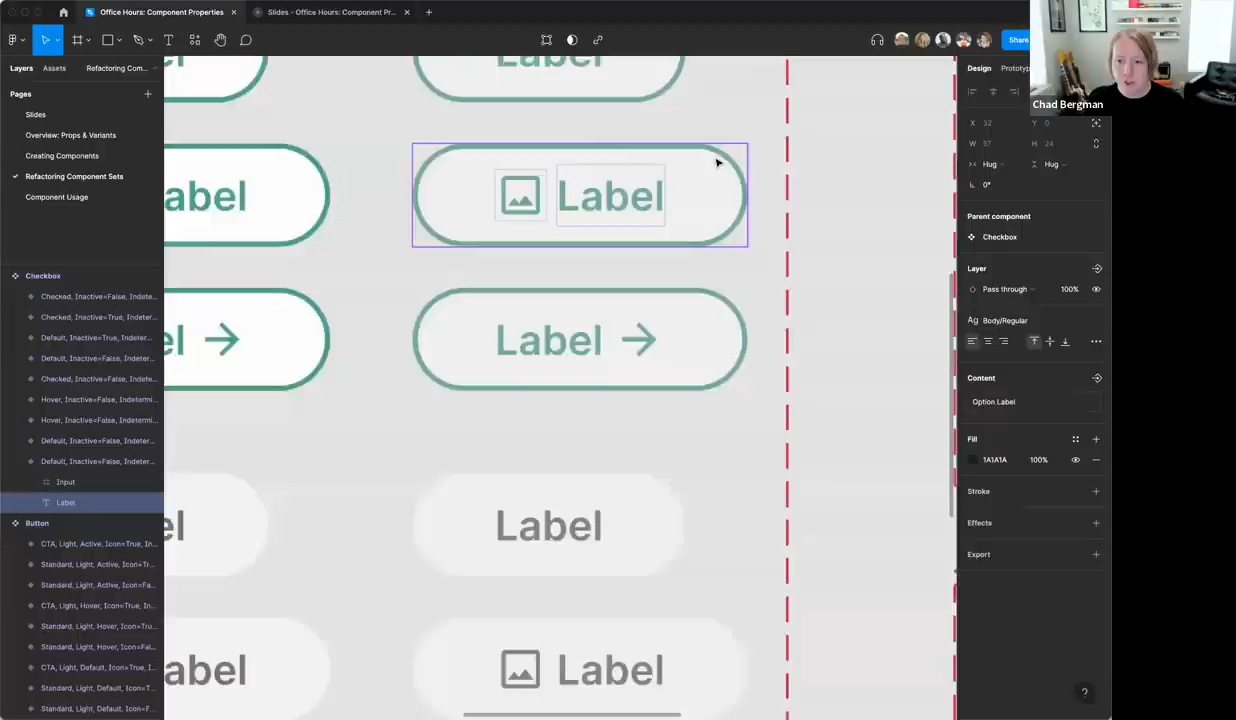 Office Hours: Component Properties
Slides - Office Hours: Component Pr...
Share
Layers
Assets
Refactoring Com...
Design
Prototyp
Chad Bergman
Pages
Slides
Overview: Props & Variants
Creating Components
Refactoring Component Sets
Component Usage
Checkbox
Checked, Inactive=False, Indete...
Checked, Inactive=True, Indeter...
Default, Inactive=True, Indeter...
Default, Inactive=False, Indeter...
Checked, Inactive=False, Indete...
Hover, Inactive=False, Indetermi...
Hover, Inactive=False, Indetermi...
Default, Inactive=False, Indeter...
Default, Inactive=False, Indeter...
Input
Label
Button
CTA, Light, Active, Icon=True, In...
Standard, Light, Active, Icon=Tr...
Standard, Light, Active, Icon=Fa...
CTA, Light, Hover, Icon=True, In...
Standard, Light, Hover, Icon=Tru...
Standard, Light, Hover, Icon=Fal...
CTA, Light, Default, Icon=True, I...
Standard, Light, Default, Icon=T...
Standard, Light, Default, Icon=F...
el
Label
abel
Label
el
Label
el
Label
abel
Label
X 32
Y 0
W 97
H 24
Hug
Hug
0°
Parent component
Checkbox
Layer
Pass through
100%
Ag Body/Regular
Content
Option Label
Fill
1A1A1A
100%
Stroke
Effects
Export
?